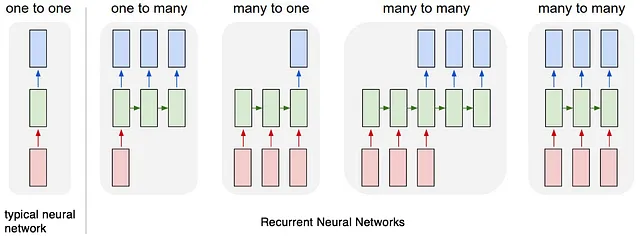 one to one
one to many
many to one
many to many
many to many
typical neural
network
Recurrent Neural Networks